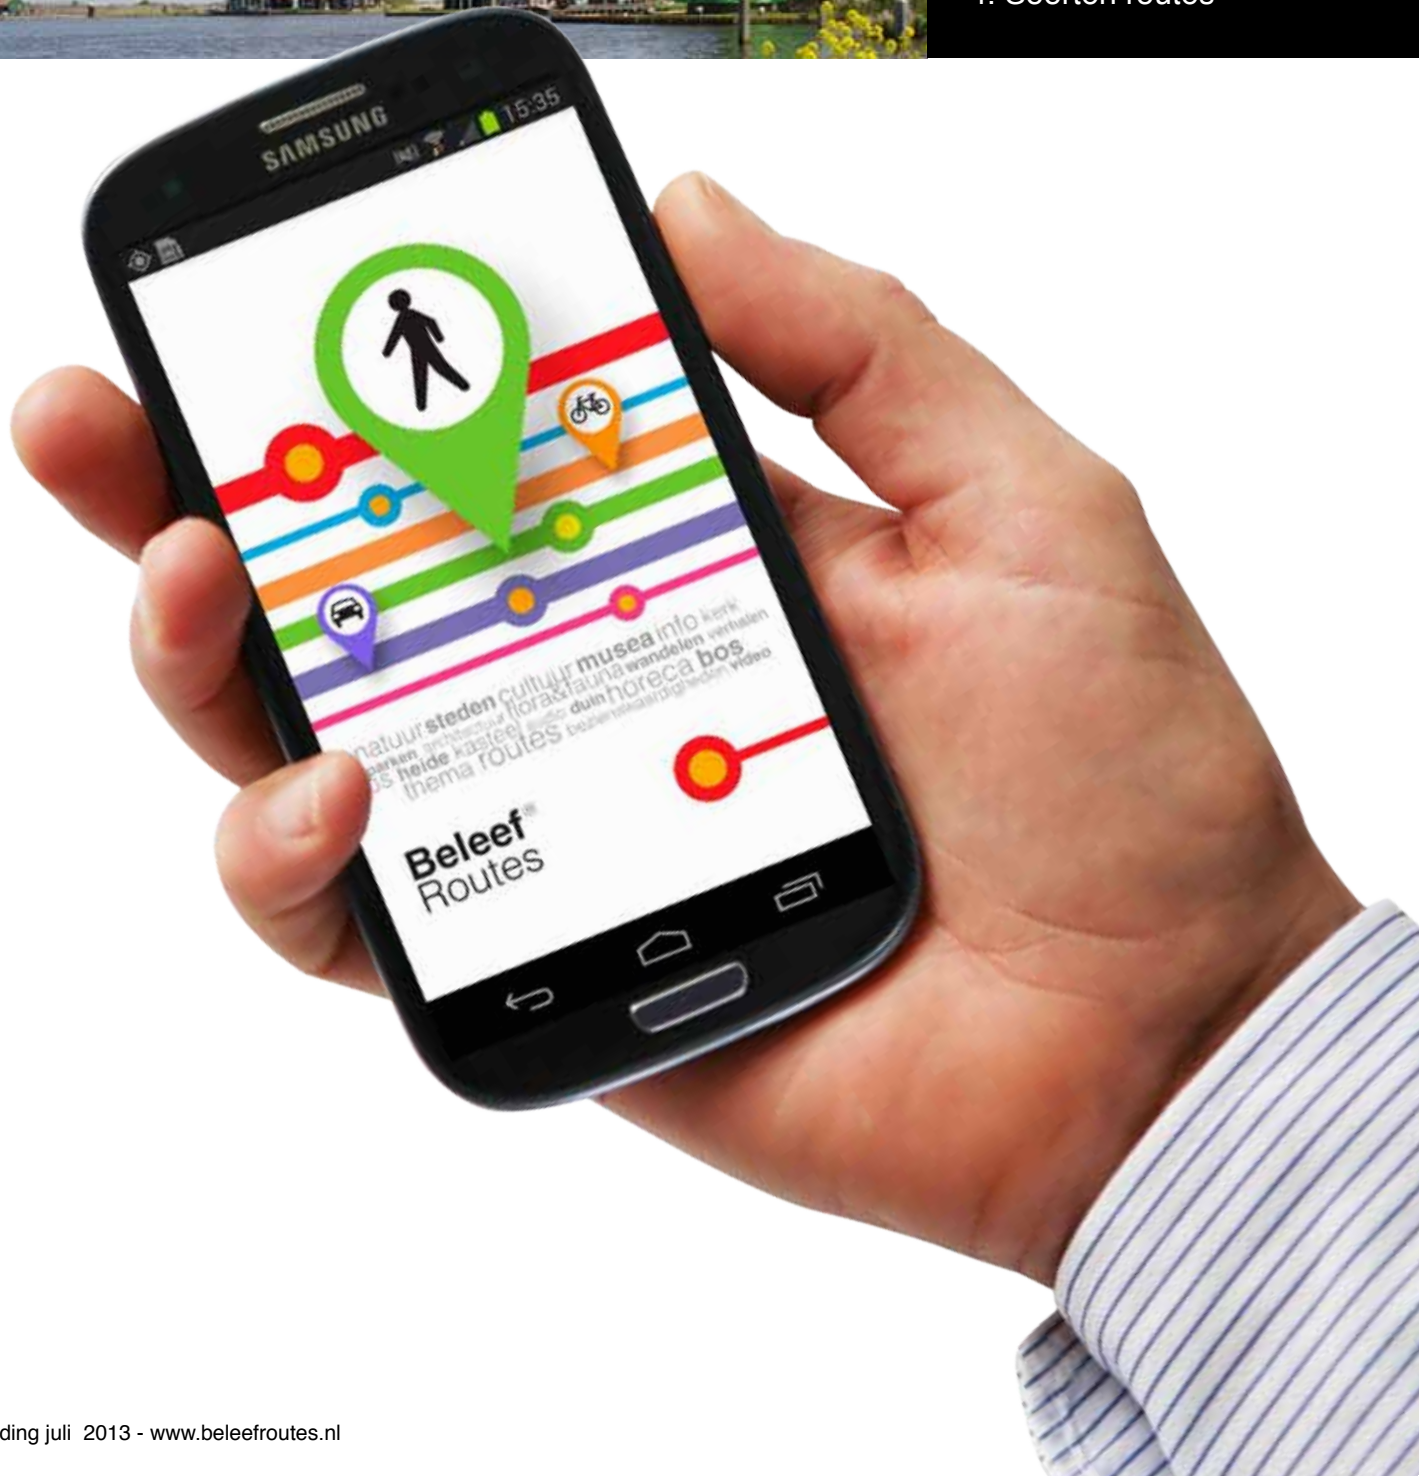 Soorten routes
SAMSUNG
15:35
natuur steden cultuur musea info kerk
parken architectuur flora&fauna wandelen verhalen
os heide kasteel audio duin horeca bos
thema routes bezienswaardigheden video
Beleef®
Routes
ding juli 2013 - www.beleefroutes.nl